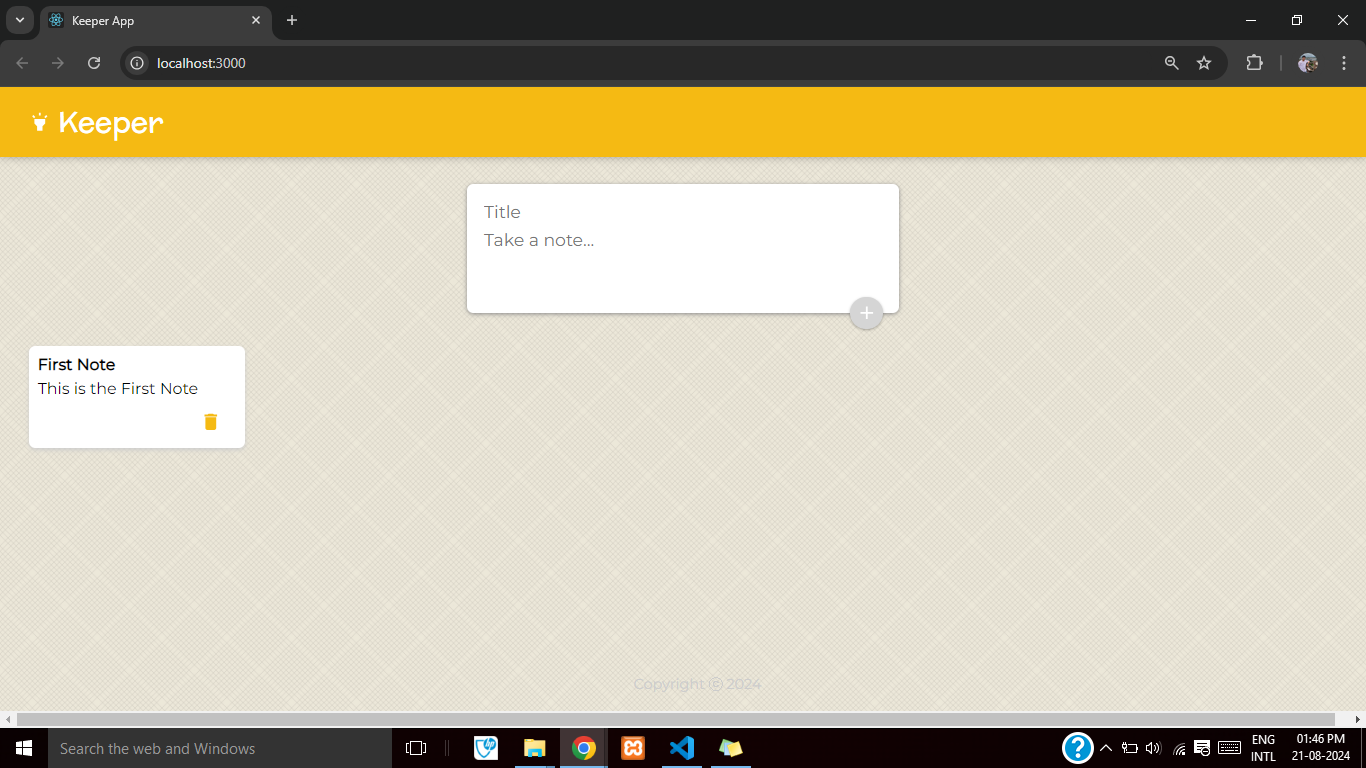 Keeper App
localhost:3000
Keeper
Title
Take a note...
First Note
This is the First Note
Copyright ⓒ 2024
Search the web and Windows
ENG
INTL
01:46 PM
21-08-2024